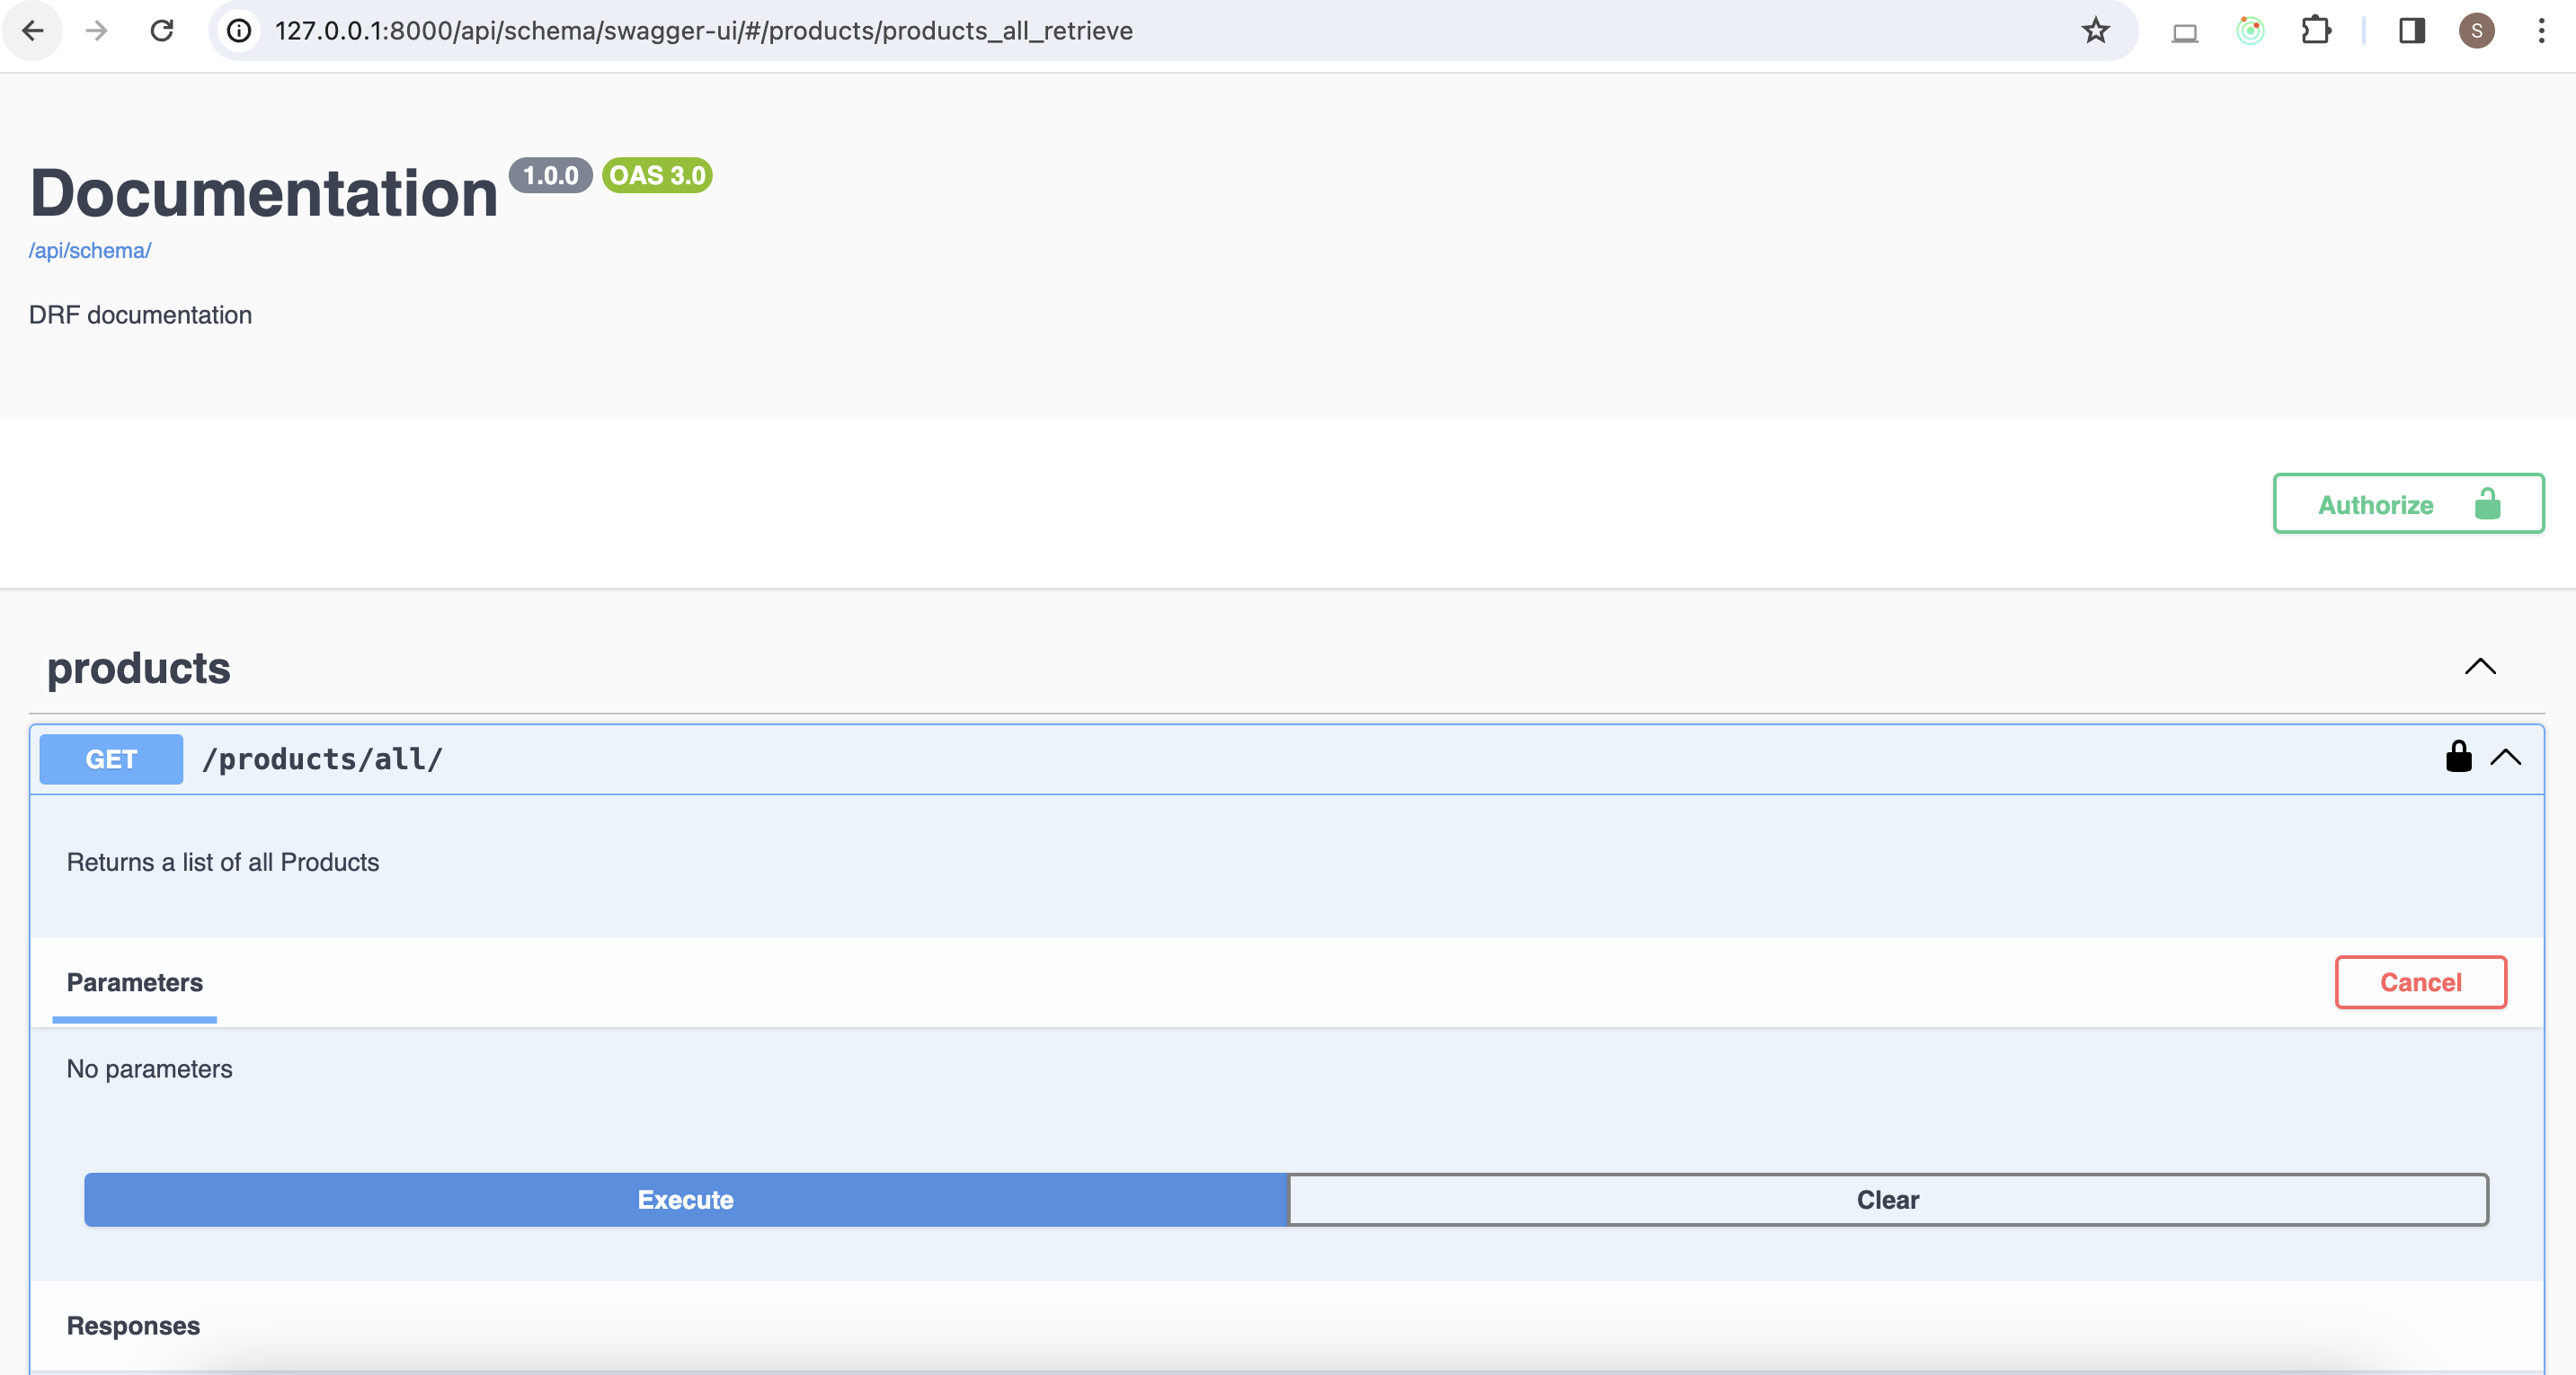 127.0.0.1:8000/api/schema/swagger-ui/#/products/products_all_retrieve
S
Documentation 1.0.0 OAS 3.0
/api/schema/
DRF documentation
Authorize
products
GET /products/all/
Returns a list of all Products
Parameters
Cancel
No parameters
Execute
Clear
Responses